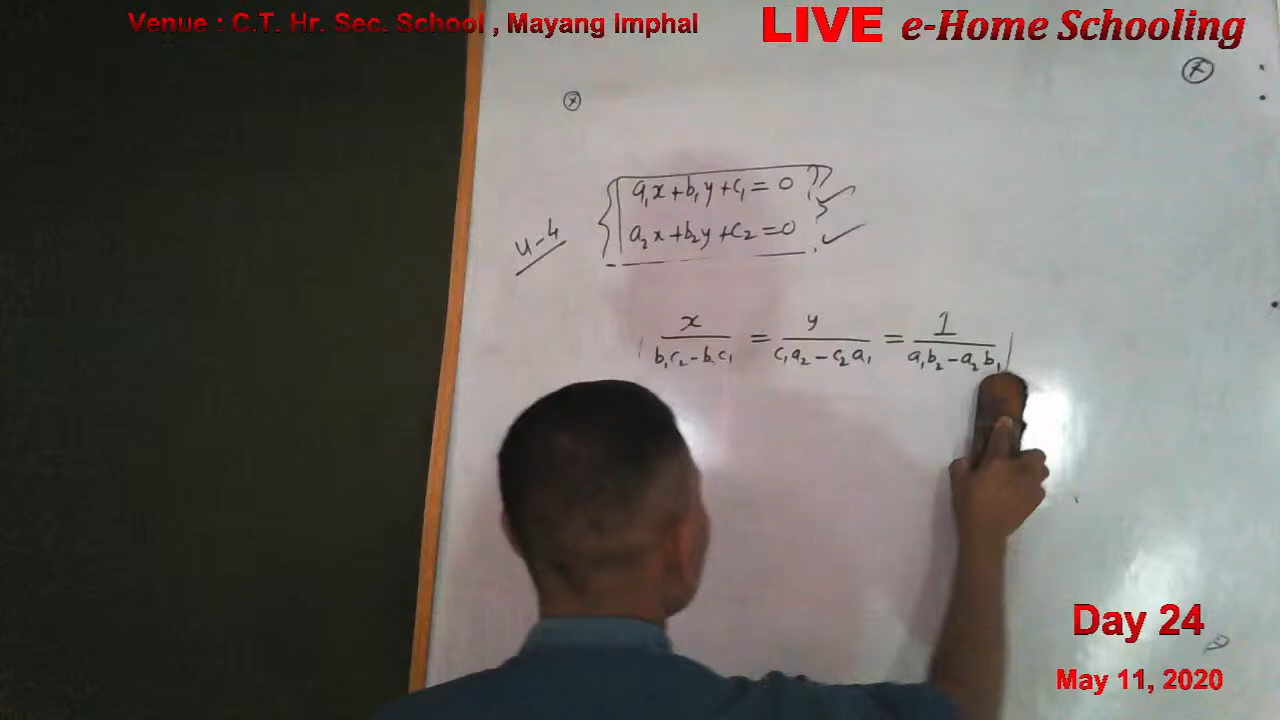 Venue : C.T. Hr. Sec. School , Mayang Imphal
LIVE e-Home Schooling
a₁x+b₁y+c₁ = 0
a₂x+b₂y+c₂ =0
u-4
x/(b₁c₂-b₂c₁) = y/(c₁a₂-c₂a₁) = 1/(a₁b₂-a₂b₁)
Day 24
May 11, 2020